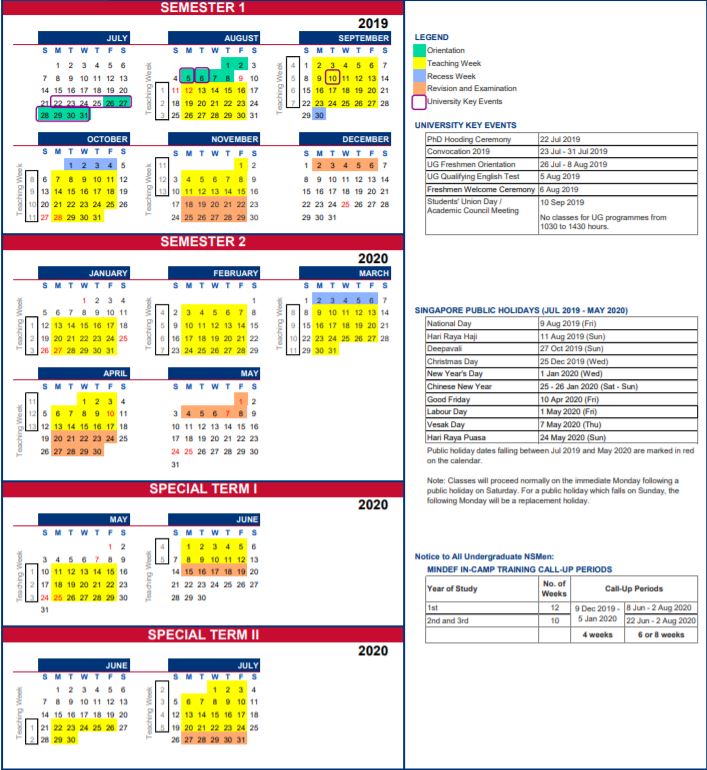 SEMESTER 1
2019
JULY
S M T W T F S
1 2 3 4 5 6
7 8 9 10 11 12 13
14 15 16 17 18 19 20
21 22 23 24 25 26 27
28 29 30 31
AUGUST
S M T W T F S
Teaching Week
1 2 3
4 5 6 7 8 9 10
1 11 12 13 14 15 16 17
2 18 19 20 21 22 23 24
3 25 26 27 28 29 30 31
SEPTEMBER
S M T W T F S
Teaching Week
4 1 2 3 4 5 6 7
5 8 9 10 11 12 13 14
6 15 16 17 18 19 20 21
7 22 23 24 25 26 27 28
29 30
OCTOBER
S M T W T F S
Teaching Week
1 2 3 4 5
8 6 7 8 9 10 11 12
9 13 14 15 16 17 18 19
10 20 21 22 23 24 25 26
11 27 28 29 30 31
NOVEMBER
S M T W T F S
Teaching Week
11 1 2
12 3 4 5 6 7 8 9
13 10 11 12 13 14 15 16
17 18 19 20 21 22 23
24 25 26 27 28 29 30
DECEMBER
S M T W T F S
1 2 3 4 5 6 7
8 9 10 11 12 13 14
15 16 17 18 19 20 21
22 23 24 25 26 27 28
29 30 31
SEMESTER 2
2020
JANUARY
S M T W T F S
Teaching Week
1 2 3 4
5 6 7 8 9 10 11
1 12 13 14 15 16 17 18
2 19 20 21 22 23 24 25
3 26 27 28 29 30 31
FEBRUARY
S M T W T F S
Teaching Week
1
4 2 3 4 5 6 7 8
5 9 10 11 12 13 14 15
6 16 17 18 19 20 21 22
7 23 24 25 26 27 28 29
MARCH
S M T W T F S
Teaching Week
1 2 3 4 5 6 7
8 8 9 10 11 12 13 14
9 15 16 17 18 19 20 21
10 22 23 24 25 26 27 28
11 29 30 31
APRIL
S M T W T F S
Teaching Week
11 1 2 3 4
12 5 6 7 8 9 10 11
13 12 13 14 15 16 17 18
19 20 21 22 23 24 25
26 27 28 29 30
MAY
S M T W T F S
1 2
3 4 5 6 7 8 9
10 11 12 13 14 15 16
17 18 19 20 21 22 23
24 25 26 27 28 29 30
31
SPECIAL TERM I
2020
MAY
S M T W T F S
Teaching Week
1 2
3 4 5 6 7 8 9
1 10 11 12 13 14 15 16
2 17 18 19 20 21 22 23
3 24 25 26 27 28 29 30
31
JUNE
S M T W T F S
Teaching Week
4 1 2 3 4 5 6
5 7 8 9 10 11 12 13
14 15 16 17 18 19 20
21 22 23 24 25 26 27
28 29 30
SPECIAL TERM II
2020
JUNE
S M T W T F S
Teaching Week
1 2 3 4 5 6
7 8 9 10 11 12 13
14 15 16 17 18 19 20
1 21 22 23 24 25 26 27
2 28 29 30
JULY
S M T W T F S
Teaching Week
2 1 2 3 4
3 5 6 7 8 9 10 11
4 12 13 14 15 16 17 18
5 19 20 21 22 23 24 25
26 27 28 29 30 31
LEGEND
Orientation
Teaching Week
Recess Week
Revision and Examination
University Key Events
UNIVERSITY KEY EVENTS
PhD Hooding Ceremony 22 Jul 2019
Convocation 2019 23 Jul - 31 Jul 2019
UG Freshmen Orientation 26 Jul - 8 Aug 2019
UG Qualifying English Test 5 Aug 2019
Freshmen Welcome Ceremony 6 Aug 2019
Students' Union Day / 10 Sep 2019
Academic Council Meeting
No classes for UG programmes from
1030 to 1430 hours.
SINGAPORE PUBLIC HOLIDAYS (JUL 2019 - MAY 2020)
National Day 9 Aug 2019 (Fri)
Hari Raya Haji 11 Aug 2019 (Sun)
Deepavali 27 Oct 2019 (Sun)
Christmas Day 25 Dec 2019 (Wed)
New Year's Day 1 Jan 2020 (Wed)
Chinese New Year 25 - 26 Jan 2020 (Sat - Sun)
Good Friday 10 Apr 2020 (Fri)
Labour Day 1 May 2020 (Fri)
Vesak Day 7 May 2020 (Thu)
Hari Raya Puasa 24 May 2020 (Sun)
Public holiday dates falling between Jul 2019 and May 2020 are marked in red
on the calendar.
Note: Classes will proceed normally on the immediate Monday following a
public holiday on Saturday. For a public holiday which falls on Sunday, the
following Monday will be a replacement holiday.
Notice to All Undergraduate NSMen:
MINDEF IN-CAMP TRAINING CALL-UP PERIODS
Year of Study No. of Weeks Call-Up Periods
1st 12 9 Dec 2019 - 8 Jun - 2 Aug 2020
2nd and 3rd 10 5 Jan 2020 22 Jun - 2 Aug 2020
4 weeks 6 or 8 weeks